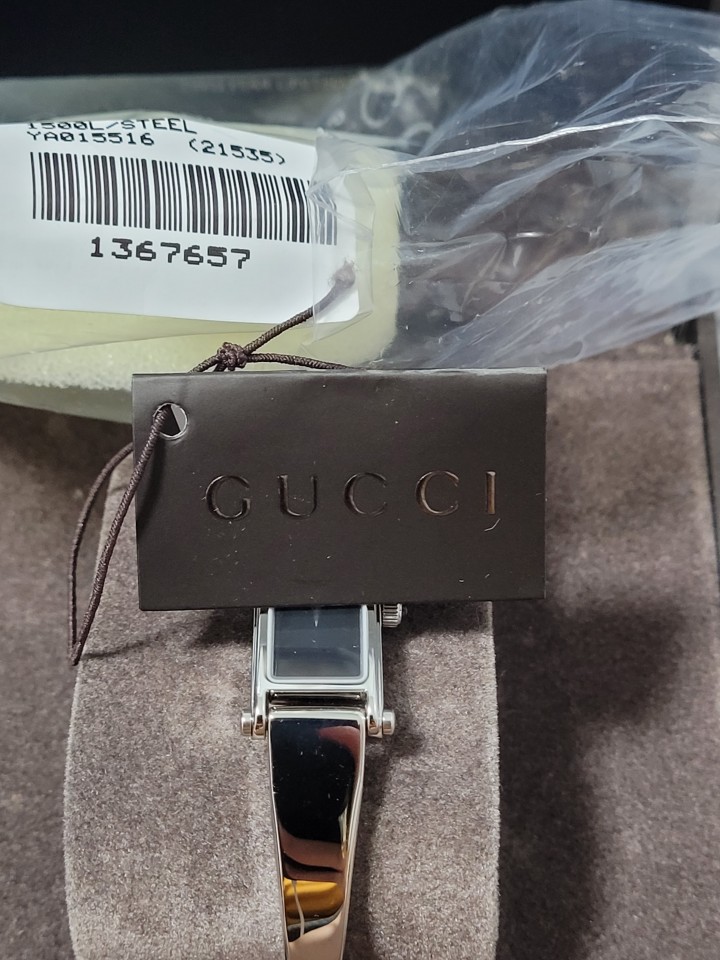 1500L/STEEL
YA015516 (21535)
1367657
GUCCI